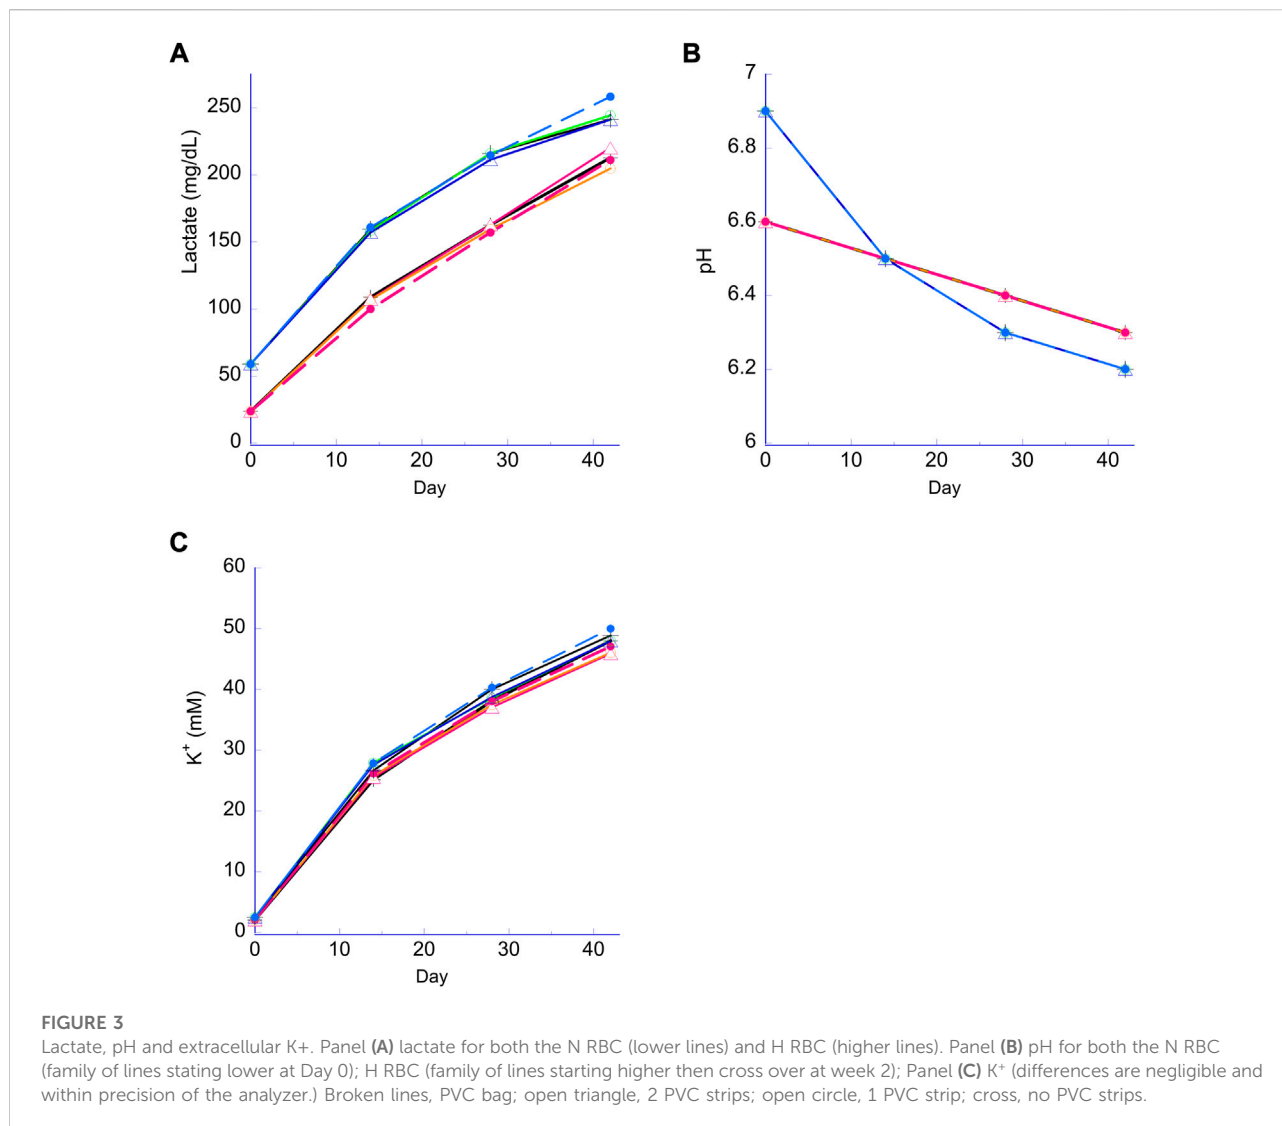 A
B
Lactate (mg/dL)
250
200
150
100
50
0
0
10
20
30
40
Day
pH
7
6.8
6.6
6.4
6.2
6
0
10
20
30
40
Day
C
K+ (mM)
60
50
40
30
20
10
0
0
10
20
30
40
Day
FIGURE 3
Lactate, pH and extracellular K+. Panel (A) lactate for both the N RBC (lower lines) and H RBC (higher lines). Panel (B) pH for both the N RBC
(family of lines stating lower at Day 0); H RBC (family of lines starting higher then cross over at week 2); Panel (C) K⁺ (differences are negligible and
within precision of the analyzer.) Broken lines, PVC bag; open triangle, 2 PVC strips; open circle, 1 PVC strip; cross, no PVC strips.